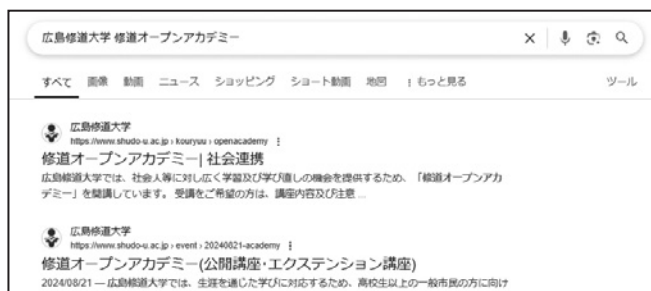 広島修道大学 修道オープンアカデミー
すべて 画像 動画 ニュース ショッピング ショート動画 地図 もっと見る ツール
広島修道大学
https://www.shudo-u.ac.jp › kouryuu › openacademy
修道オープンアカデミー| 社会連携
広島修道大学では、社会人等に対し広く学習及び学び直しの機会を提供するため、「修道オープンアカ
デミー」を開講しています。 受講をご希望の方は、講座内容及び注意 ...
広島修道大学
https://www.shudo-u.ac.jp › event › 20240821-academy
修道オープンアカデミー(公開講座・エクステンション講座)
2024/08/21 — 広島修道大学では、生涯を通じた学びに対応するため、高校生以上の一般市民の方に向け